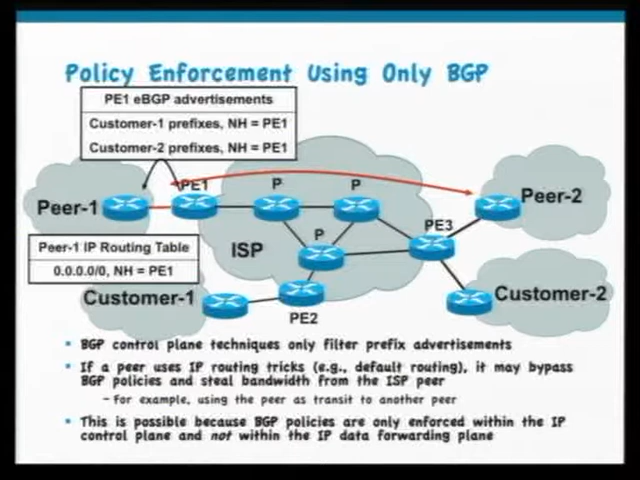 Policy Enforcement Using Only BGP
PE1 eBGP advertisements
Customer-1 prefixes, NH = PE1
Customer-2 prefixes, NH = PE1
Peer-1
PE1
P
P
Peer-2
P
ISP
PE3
Peer-1 IP Routing Table
0.0.0.0/0, NH = PE1
Customer-1
PE2
Customer-2
BGP control plane techniques only filter prefix advertisements
If a peer uses IP routing tricks (e.g., default routing), it may bypass
BGP policies and steal bandwidth from the ISP peer
– For example, using the peer as transit to another peer
This is possible because BGP policies are only enforced within the IP
control plane and not within the IP data forwarding plane